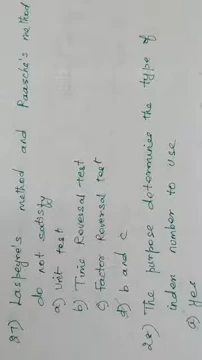 27) Laspeyre's method and Paasche's method
do not satisfy
a) Unit test
b) Time Reversal test
c) Factor Reversal test
d) b and c
28) The purpose determines the type of
index number to use
a) Yes